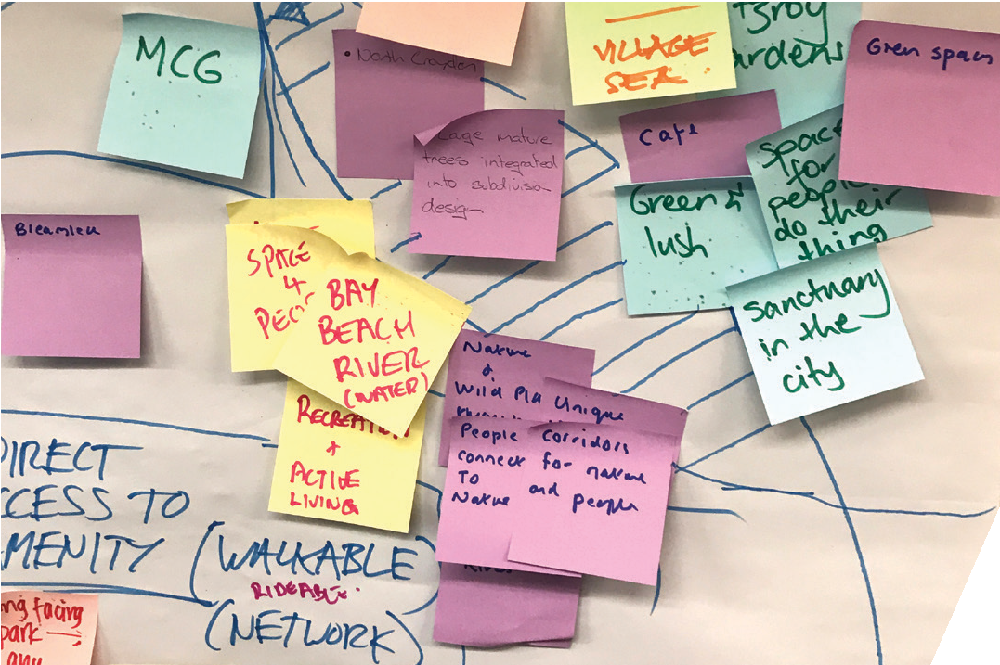 MCG
• North Croydon
VILLAGE
Gardens
Green spaces
Cafe
Large mature
trees integrated
into subdivision
design
Space
for
people
do their
thing
Green &
lush
Sanctuary
in the
city
SPACE
4
PEO
BAY
BEACH
RIVER
(WATER)
RECREATION
+
ACTIVE
LIVING
Nature
&
Wild Pla
Unique
corridors
for nature
and people
People
connect
TO
Nature
DIRECT
ACCESS TO
AMENITY (WALKABLE
RIDEABLE
(NETWORK)
facing
park
any